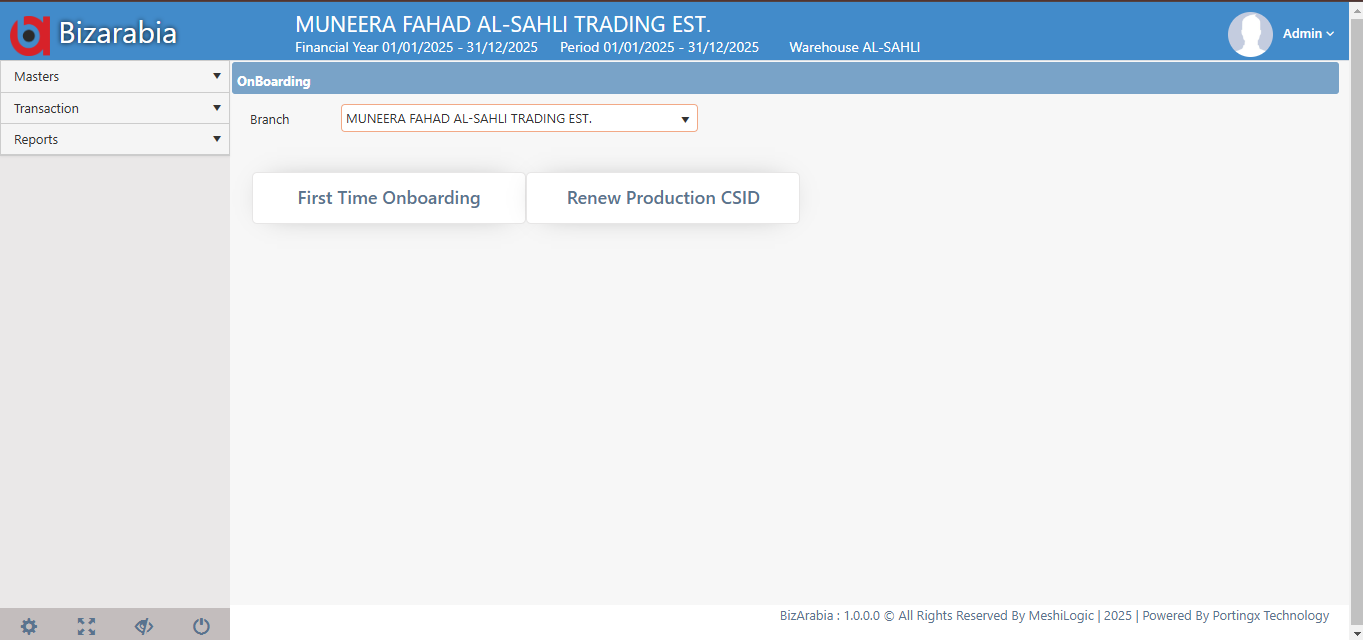 Bizarabia
MUNEERA FAHAD AL-SAHLI TRADING EST.
Financial Year 01/01/2025 - 31/12/2025 Period 01/01/2025 - 31/12/2025 Warehouse AL-SAHLI
Admin
Masters
Transaction
Reports
OnBoarding
Branch MUNEERA FAHAD AL-SAHLI TRADING EST.
First Time Onboarding Renew Production CSID
BizArabia : 1.0.0.0 © All Rights Reserved By MeshiLogic | 2025 | Powered By Portingx Technology